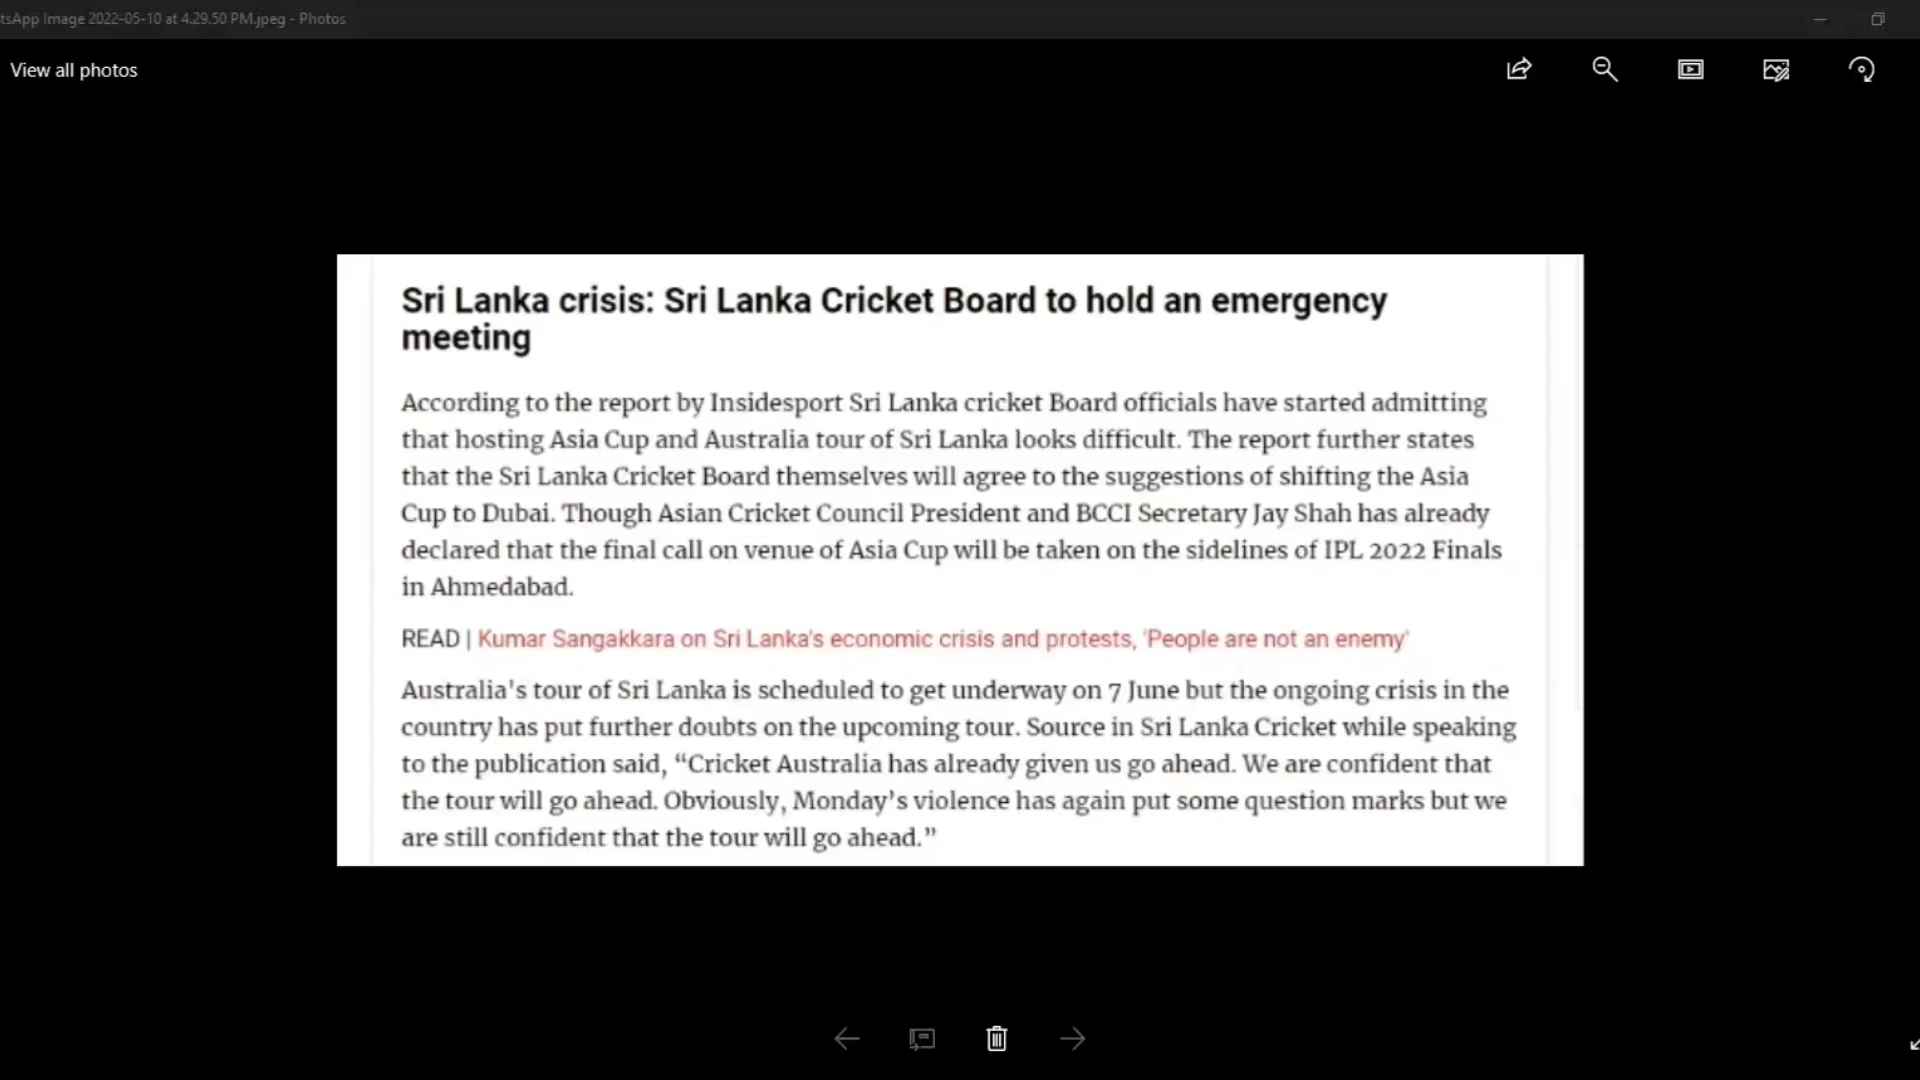 tsApp Image 2022-05-10 at 4.29.50 PM.jpeg - Photos
View all photos
Sri Lanka crisis: Sri Lanka Cricket Board to hold an emergency
meeting
According to the report by Insidesport Sri Lanka cricket Board officials have started admitting
that hosting Asia Cup and Australia tour of Sri Lanka looks difficult. The report further states
that the Sri Lanka Cricket Board themselves will agree to the suggestions of shifting the Asia
Cup to Dubai. Though Asian Cricket Council President and BCCI Secretary Jay Shah has already
declared that the final call on venue of Asia Cup will be taken on the sidelines of IPL 2022 Finals
in Ahmedabad.
READ | Kumar Sangakkara on Sri Lanka's economic crisis and protests, 'People are not an enemy'
Australia's tour of Sri Lanka is scheduled to get underway on 7 June but the ongoing crisis in the
country has put further doubts on the upcoming tour. Source in Sri Lanka Cricket while speaking
to the publication said, “Cricket Australia has already given us go ahead. We are confident that
the tour will go ahead. Obviously, Monday’s violence has again put some question marks but we
are still confident that the tour will go ahead.”